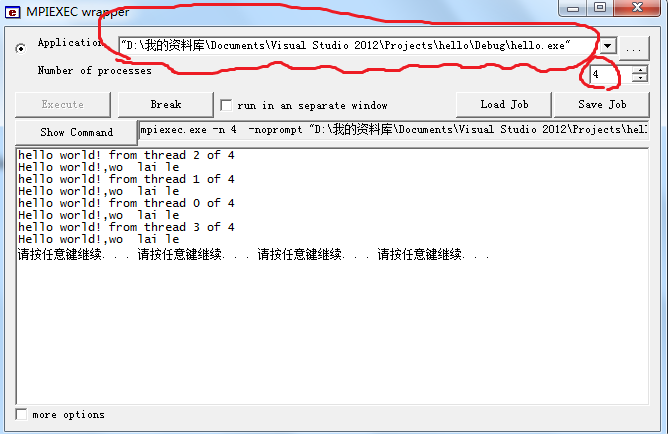 MPIEXEC wrapper
Application "D:\我的资料库\Documents\Visual Studio 2012\Projects\hello\Debug\hello.exe" ...
Number of processes 4
Execute Break run in an separate window Load Job Save Job
Show Command mpiexec.exe -n 4 -noprompt "D:\我的资料库\Documents\Visual Studio 2012\Projects\hell
hello world! from thread 2 of 4
Hello world!,wo lai le
hello world! from thread 1 of 4
Hello world!,wo lai le
hello world! from thread 0 of 4
Hello world!,wo lai le
hello world! from thread 3 of 4
Hello world!,wo lai le
请按任意键继续. . . 请按任意键继续. . . 请按任意键继续. . . 请按任意键继续. . .
more options